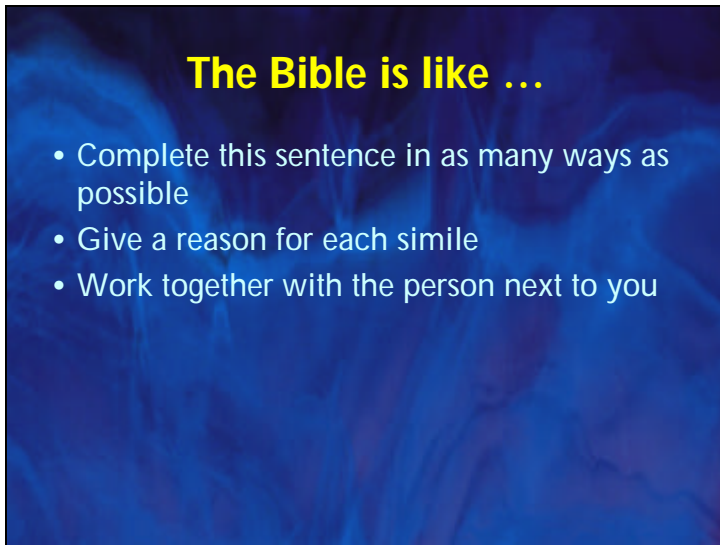 The Bible is like …
• Complete this sentence in as many ways as
possible
• Give a reason for each simile
• Work together with the person next to you